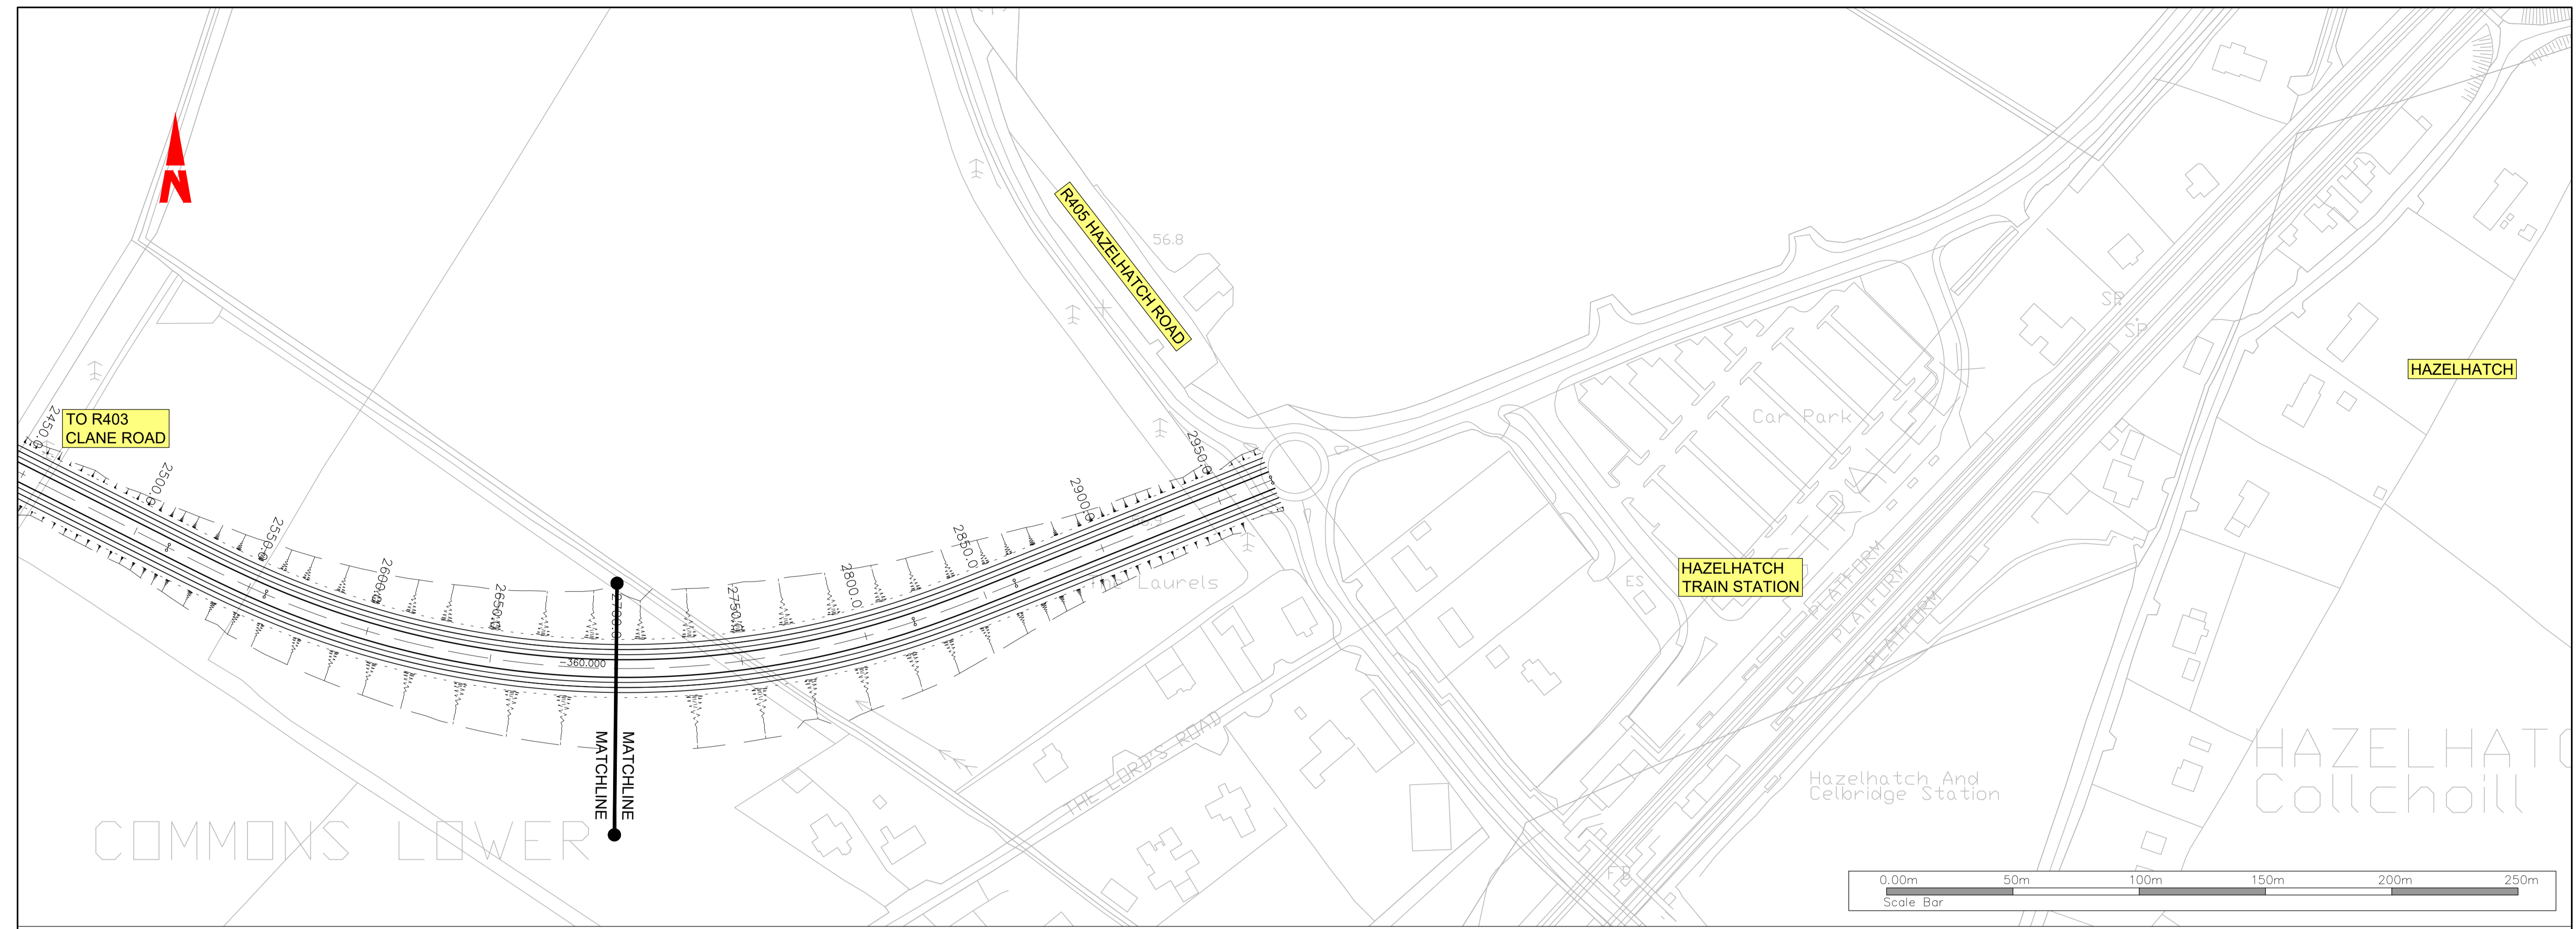 N
R405 HAZELHATCH ROAD
56.8
SR
SP
HAZELHATCH
TO R403
CLANE ROAD
2450.0
2500.0
2550.0
2600.0
2650.0
2700.0
2750.0
2800.0
2850.0
2900.0
2950.0
-360.000
MATCHLINE
MATCHLINE
Car Park
Laurels
ES
HAZELHATCH
TRAIN STATION
PLATFORM
PLATFORM
PLATFORM
THE LORD'S ROAD
COMMONS LOWER
Hazelhatch And
Celbridge Station
HAZELHATC
Collchoill
FB
0.00m 50m 100m 150m 200m 250m
Scale Bar